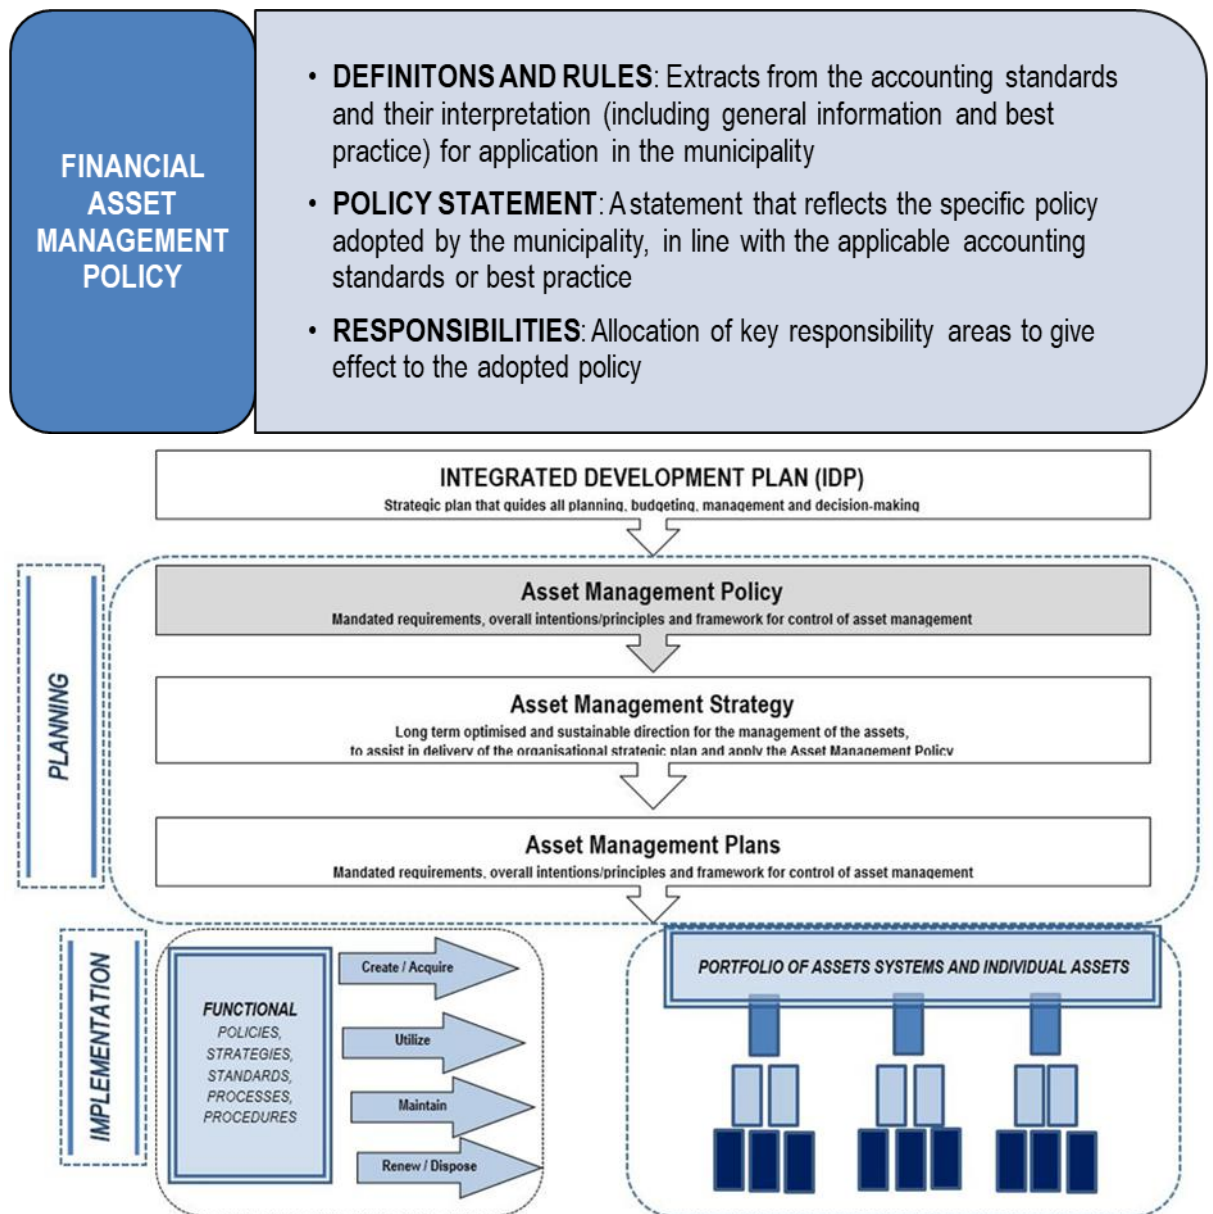 FINANCIAL
ASSET
MANAGEMENT
POLICY
• DEFINITONS AND RULES: Extracts from the accounting standards
and their interpretation (including general information and best
practice) for application in the municipality
• POLICY STATEMENT: A statement that reflects the specific policy
adopted by the municipality, in line with the applicable accounting
standards or best practice
• RESPONSIBILITIES: Allocation of key responsibility areas to give
effect to the adopted policy
INTEGRATED DEVELOPMENT PLAN (IDP)
Strategic plan that guides all planning, budgeting, management and decision-making
PLANNING
Asset Management Policy
Mandated requirements, overall intentions/principles and framework for control of asset management
Asset Management Strategy
Long term optimised and sustainable direction for the management of the assets,
to assist in delivery of the organisational strategic plan and apply the Asset Management Policy
Asset Management Plans
Mandated requirements, overall intentions/principles and framework for control of asset management
IMPLEMENTATION
FUNCTIONAL
POLICIES,
STRATEGIES,
STANDARDS,
PROCESSES,
PROCEDURES
Create / Acquire
Utilize
Maintain
Renew / Dispose
PORTFOLIO OF ASSETS SYSTEMS AND INDIVIDUAL ASSETS